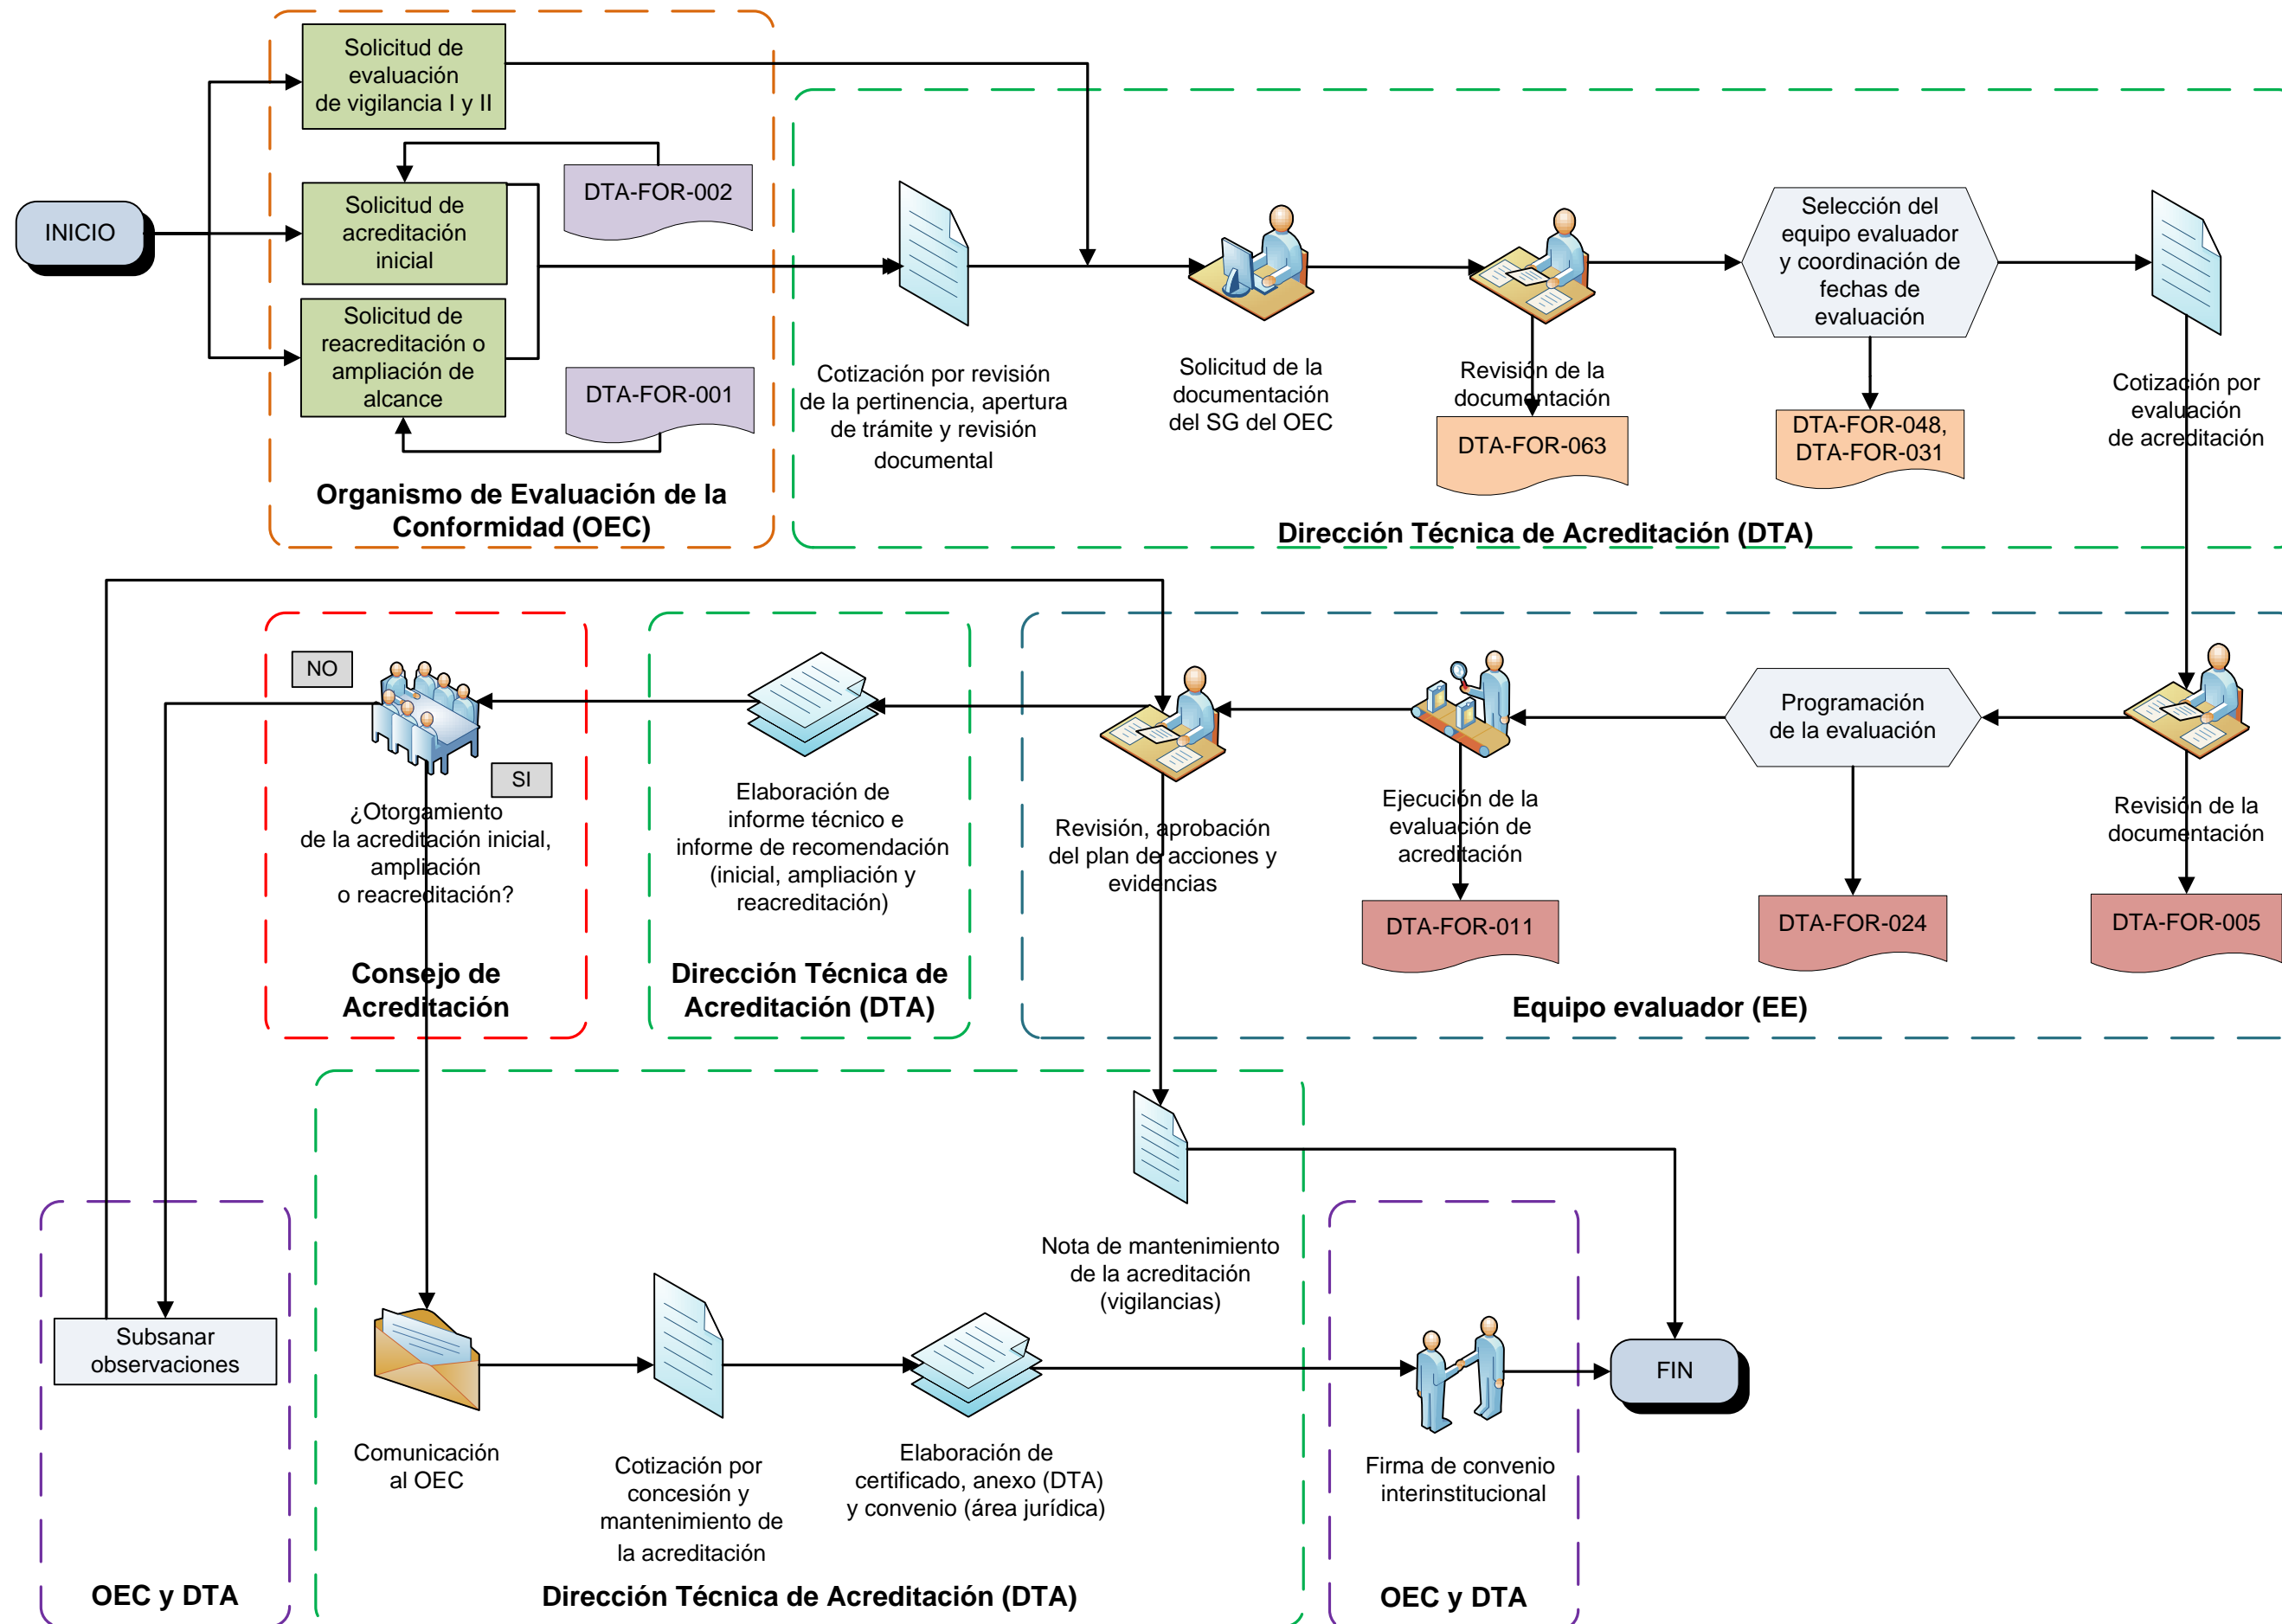 Solicitud de
evaluación
de vigilancia I y II
INICIO
Solicitud de
acreditación
inicial
DTA-FOR-002
Solicitud de
reacreditación o
ampliación de
alcance
DTA-FOR-001
Organismo de Evaluación de la
Conformidad (OEC)
Cotización por revisión
de la pertinencia, apertura
de trámite y revisión
documental
Solicitud de la
documentación
del SG del OEC
Revisión de la
documentación
DTA-FOR-063
Selección del
equipo evaluador
y coordinación de
fechas de
evaluación
DTA-FOR-048,
DTA-FOR-031
Cotización por
evaluación
de acreditación
Dirección Técnica de Acreditación (DTA)
NO
SI
¿Otorgamiento
de la acreditación inicial,
ampliación
o reacreditación?
Consejo de
Acreditación
Elaboración de
informe técnico e
informe de recomendación
(inicial, ampliación y
reacreditación)
Dirección Técnica de
Acreditación (DTA)
Revisión, aprobación
del plan de acciones y
evidencias
Ejecución de la
evaluación de
acreditación
DTA-FOR-011
Programación
de la evaluación
DTA-FOR-024
Revisión de la
documentación
DTA-FOR-005
Equipo evaluador (EE)
Nota de mantenimiento
de la acreditación
(vigilancias)
Subsanar
observaciones
OEC y DTA
Comunicación
al OEC
Cotización por
concesión y
mantenimiento de
la acreditación
Elaboración de
certificado, anexo (DTA)
y convenio (área jurídica)
Dirección Técnica de Acreditación (DTA)
Firma de convenio
interinstitucional
OEC y DTA
FIN